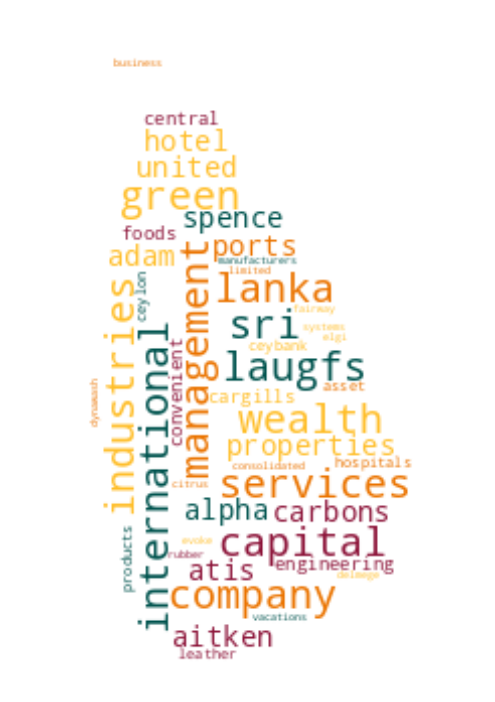 business
central
hotel
united
green
spence
foods
ports
adam
manufacturers
limited
ceylon
lanka
management
industries
fairway
sri
systems
elgi
international
convenient
ceybank
laugfs
asset
dynawash
cargills
wealth
properties
consolidated
hospitals
citrus
services
alpha
carbons
products
evoke
capital
rubber
engineering
atis
delmege
company
vacations
aitken
leather